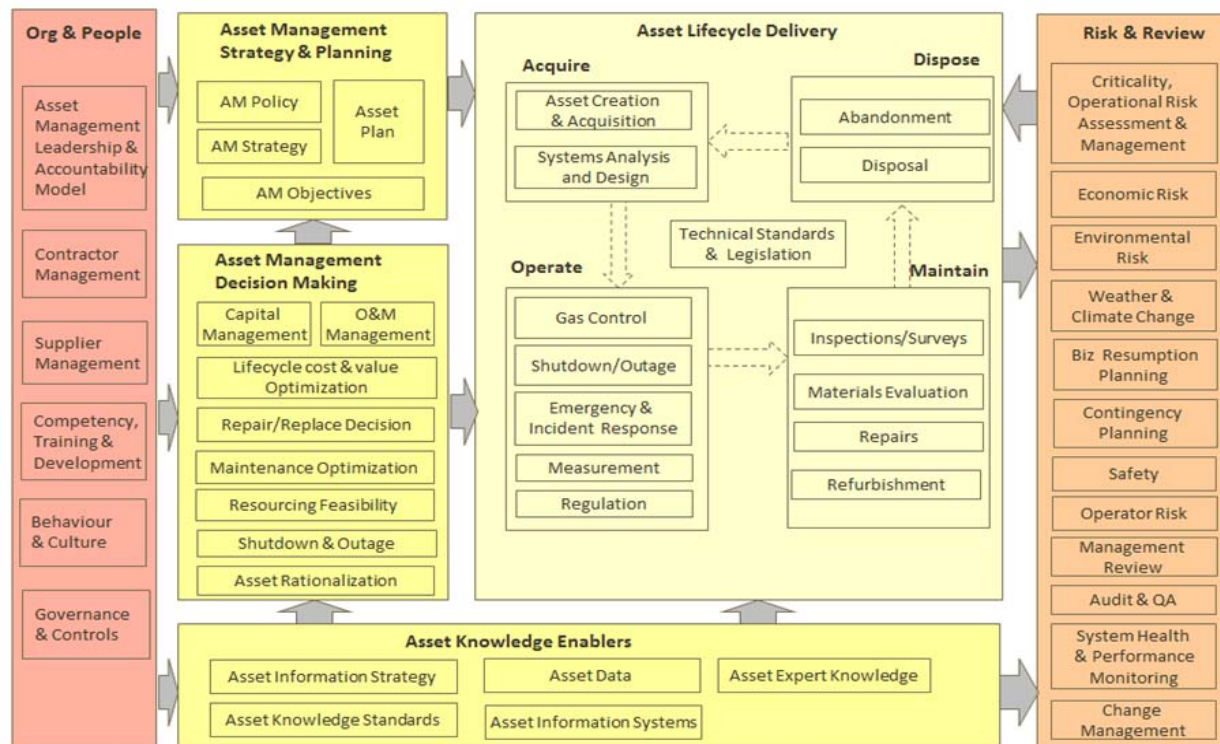 Org & People
Asset
Management
Leadership &
Accountability
Model
Contractor
Management
Supplier
Management
Competency,
Training &
Development
Behaviour
& Culture
Governance
& Controls
Asset Management
Strategy & Planning
AM Policy
AM Strategy
Asset
Plan
AM Objectives
Asset Management
Decision Making
Capital
Management
O&M
Management
Lifecycle cost & value
Optimization
Repair/Replace Decision
Maintenance Optimization
Resourcing Feasibility
Shutdown & Outage
Asset Rationalization
Asset Lifecycle Delivery
Acquire
Asset Creation
& Acquisition
Systems Analysis
and Design
Dispose
Abandonment
Disposal
Technical Standards
& Legislation
Operate
Gas Control
Shutdown/Outage
Emergency &
Incident Response
Measurement
Regulation
Maintain
Inspections/Surveys
Materials Evaluation
Repairs
Refurbishment
Asset Knowledge Enablers
Asset Information Strategy
Asset Data
Asset Expert Knowledge
Asset Knowledge Standards
Asset Information Systems
Risk & Review
Criticality,
Operational Risk
Assessment &
Management
Economic Risk
Environmental
Risk
Weather &
Climate Change
Biz Resumption
Planning
Contingency
Planning
Safety
Operator Risk
Management
Review
Audit & QA
System Health
& Performance
Monitoring
Change
Management